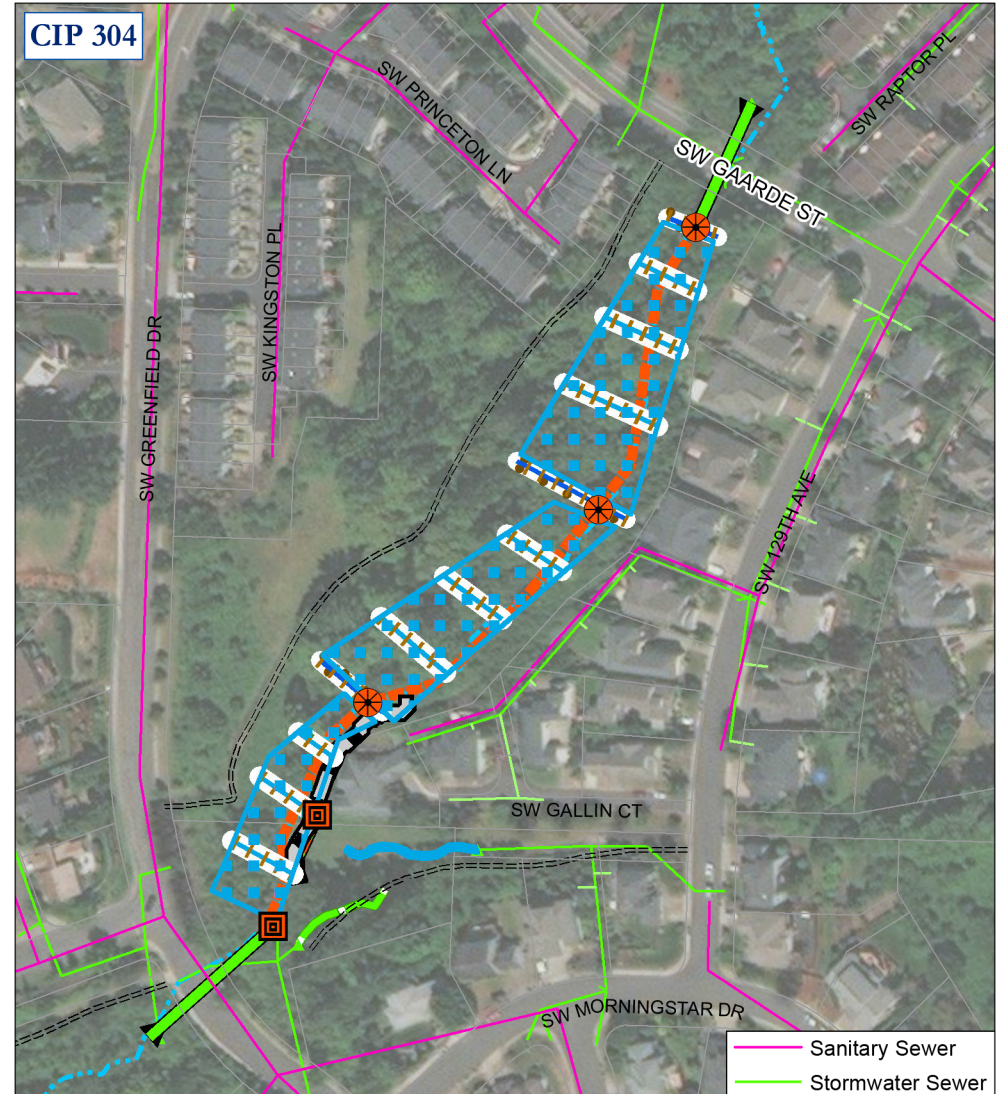 CIP 304
SW PRINCETON LN
SW RAPTOR PL
SW GAARDE ST
SW KINGSTON PL
SW GREENFIELD DR
SW 129TH AVE
SW GALLIN CT
SW MORNINGSTAR DR
Sanitary Sewer
Stormwater Sewer